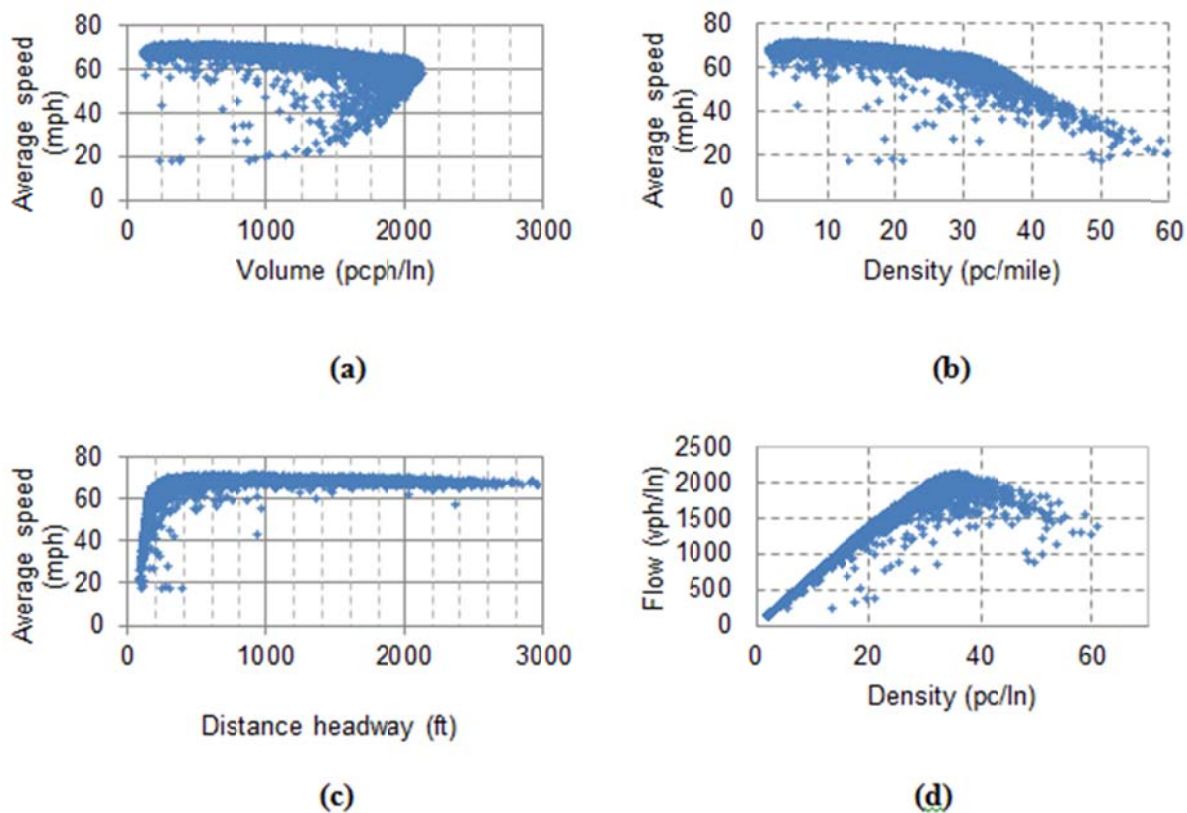 80
60
40
20
0
Average speed
(mph)
0 1000 2000 3000
Volume (pcph/ln)
(a)
80
60
40
20
0
Average speed
(mph)
0 10 20 30 40 50 60
Density (pc/mile)
(b)
80
60
40
20
0
Average speed
(mph)
0 1000 2000 3000
Distance headway (ft)
(c)
2500
2000
1500
1000
500
0
Flow (vph/ln)
0 20 40 60
Density (pc/ln)
(d)